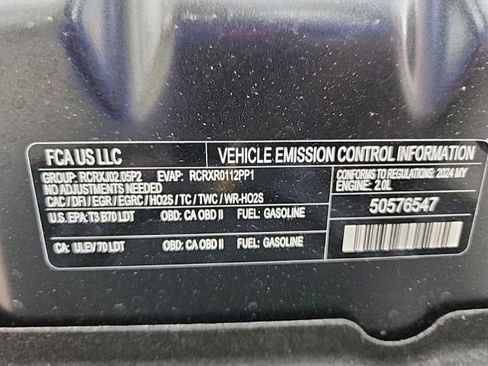 FCA US LLC VEHICLE EMISSION CONTROL INFORMATION
GROUP: RCRXJ02.05P2 EVAP: RCRXR0112PP1
NO ADJUSTMENTS NEEDED
CAC / DFI / EGR / EGRC / HO2S / TC / TWC / WR-HO2S
CONFORMS TO REGULATIONS: 2024 MY
ENGINE: 2.0L
U.S. EPA: T3 B70 LDT OBD: CA OBD II FUEL: GASOLINE
50576547
CA: ULEV 70 LDT OBD: CA OBD II FUEL: GASOLINE